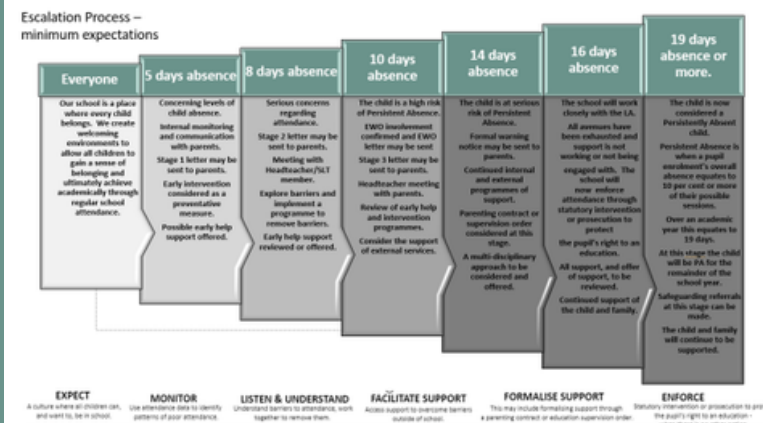 Escalation Process –
minimum expectations
Everyone
Our school is a place
where every child
belongs. We create
welcoming
environments to
allow all children to
gain a sense of
belonging and
ultimately achieve
academically through
regular school
attendance.
5 days absence
Concerning levels of
child absence.
Internal monitoring
and communication
with parents.
Stage 1 letter may be
sent to parents.
Early intervention
considered as a
preventative
measure.
Possible early help
support offered.
8 days absence
Serious concerns
regarding
attendance.
Stage 2 letter may be
sent to parents.
Meeting with
Headteacher/SLT
member.
Explore barriers and
implement a
programme to
remove barriers.
Early help support
reviewed or offered.
10 days
absence
The child is a high risk
of Persistent Absence.
EWO involvement
confirmed and EWO
letter may be sent
Stage 3 letter may be
sent to parents.
Headteacher meeting
with parents.
Review of early help
and intervention
programmes.
Consider the support
of external services.
14 days
absence
The child is at serious
risk of Persistent
Absence.
Formal warning
notice may be sent to
parents.
Continued internal
and external
programmes of
support.
Parenting contract or
supervision order
considered at this
stage.
A multi-disciplinary
approach to be
considered and
offered.
16 days
absence
The school will work
closely with the LA.
All avenues have
been exhausted and
support is not
working or not being
engaged with. The
school will
now enforce
attendance through
statutory intervention
or prosecution to
protect
the pupil's right to an
education.
All support, and offer
of support, to be
reviewed.
Continued support of
the child and family.
19 days
absence or
more.
The child is now
considered a
Persistently Absent
child.
Persistent Absence is
when a pupil
enrolment's overall
absence equates to
10 per cent or more
of their possible
sessions.
Over an academic
year this equates to
19 days.
At this stage the child
will be PA for the
remainder of the
school year.
Safeguarding referrals
at this stage can be
made.
The child and family
will continue to be
supported.
EXPECT
A culture where all children can,
and want to, be in school.
MONITOR
Use attendance data to identify
patterns of poor attendance.
LISTEN & UNDERSTAND
Understand barriers to attendance, work
together to remove them.
FACILITATE SUPPORT
Access support to overcome barriers
outside of school.
FORMALISE SUPPORT
This may include formalising support through
a parenting contract or education supervision order.
ENFORCE
Statutory intervention or prosecution to
the pupil's right to an education -